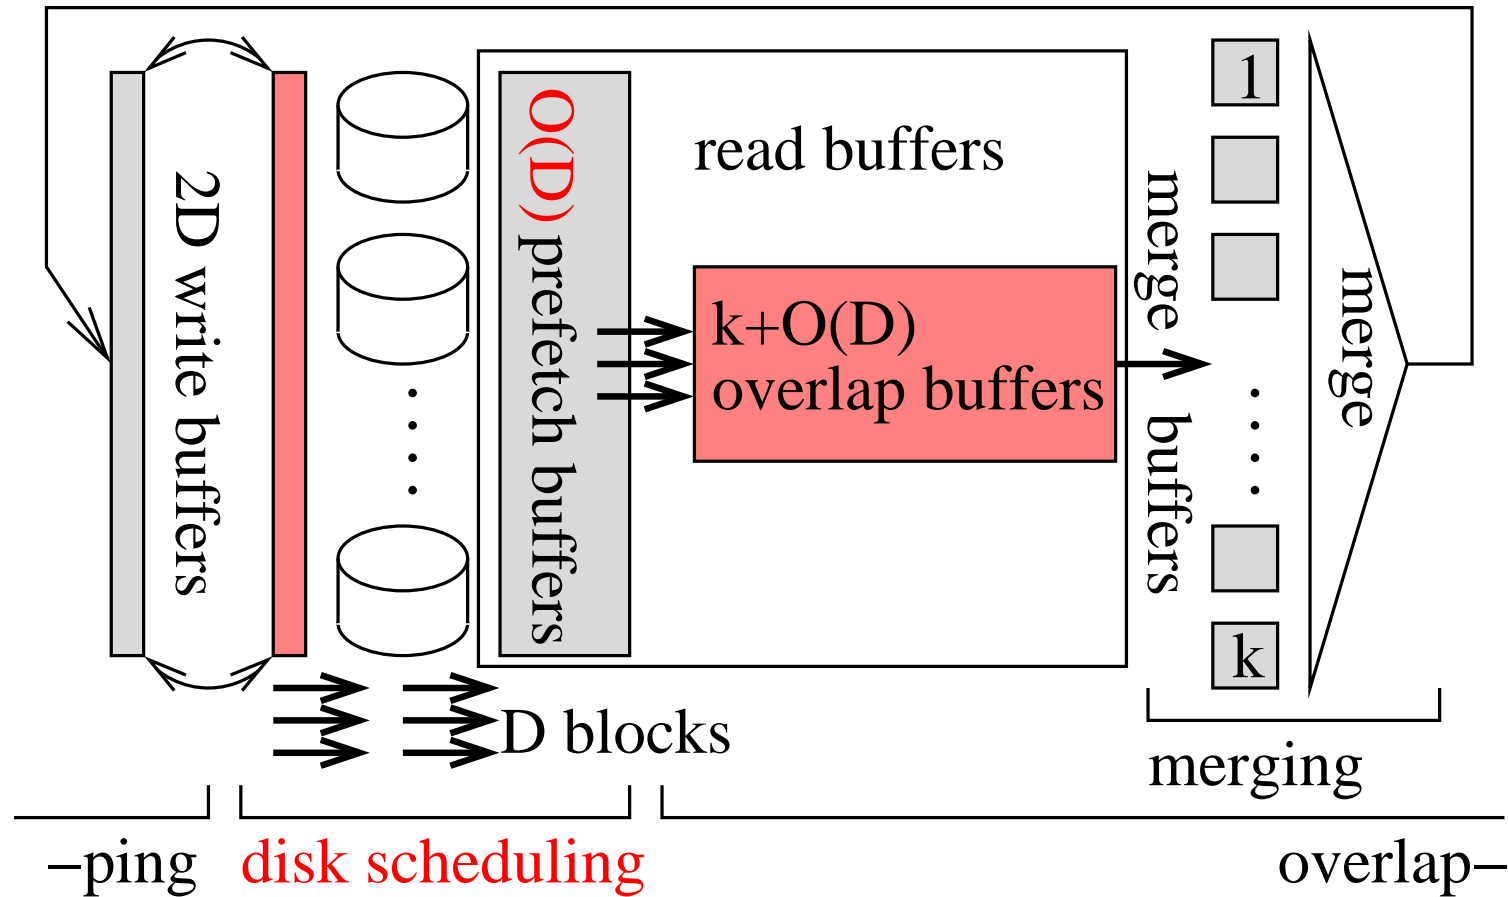 2D write buffers
O(D) prefetch buffers
read buffers
k+O(D)
overlap buffers
merge buffers
1
k
merge
D blocks
merging
–ping
disk scheduling
overlap–